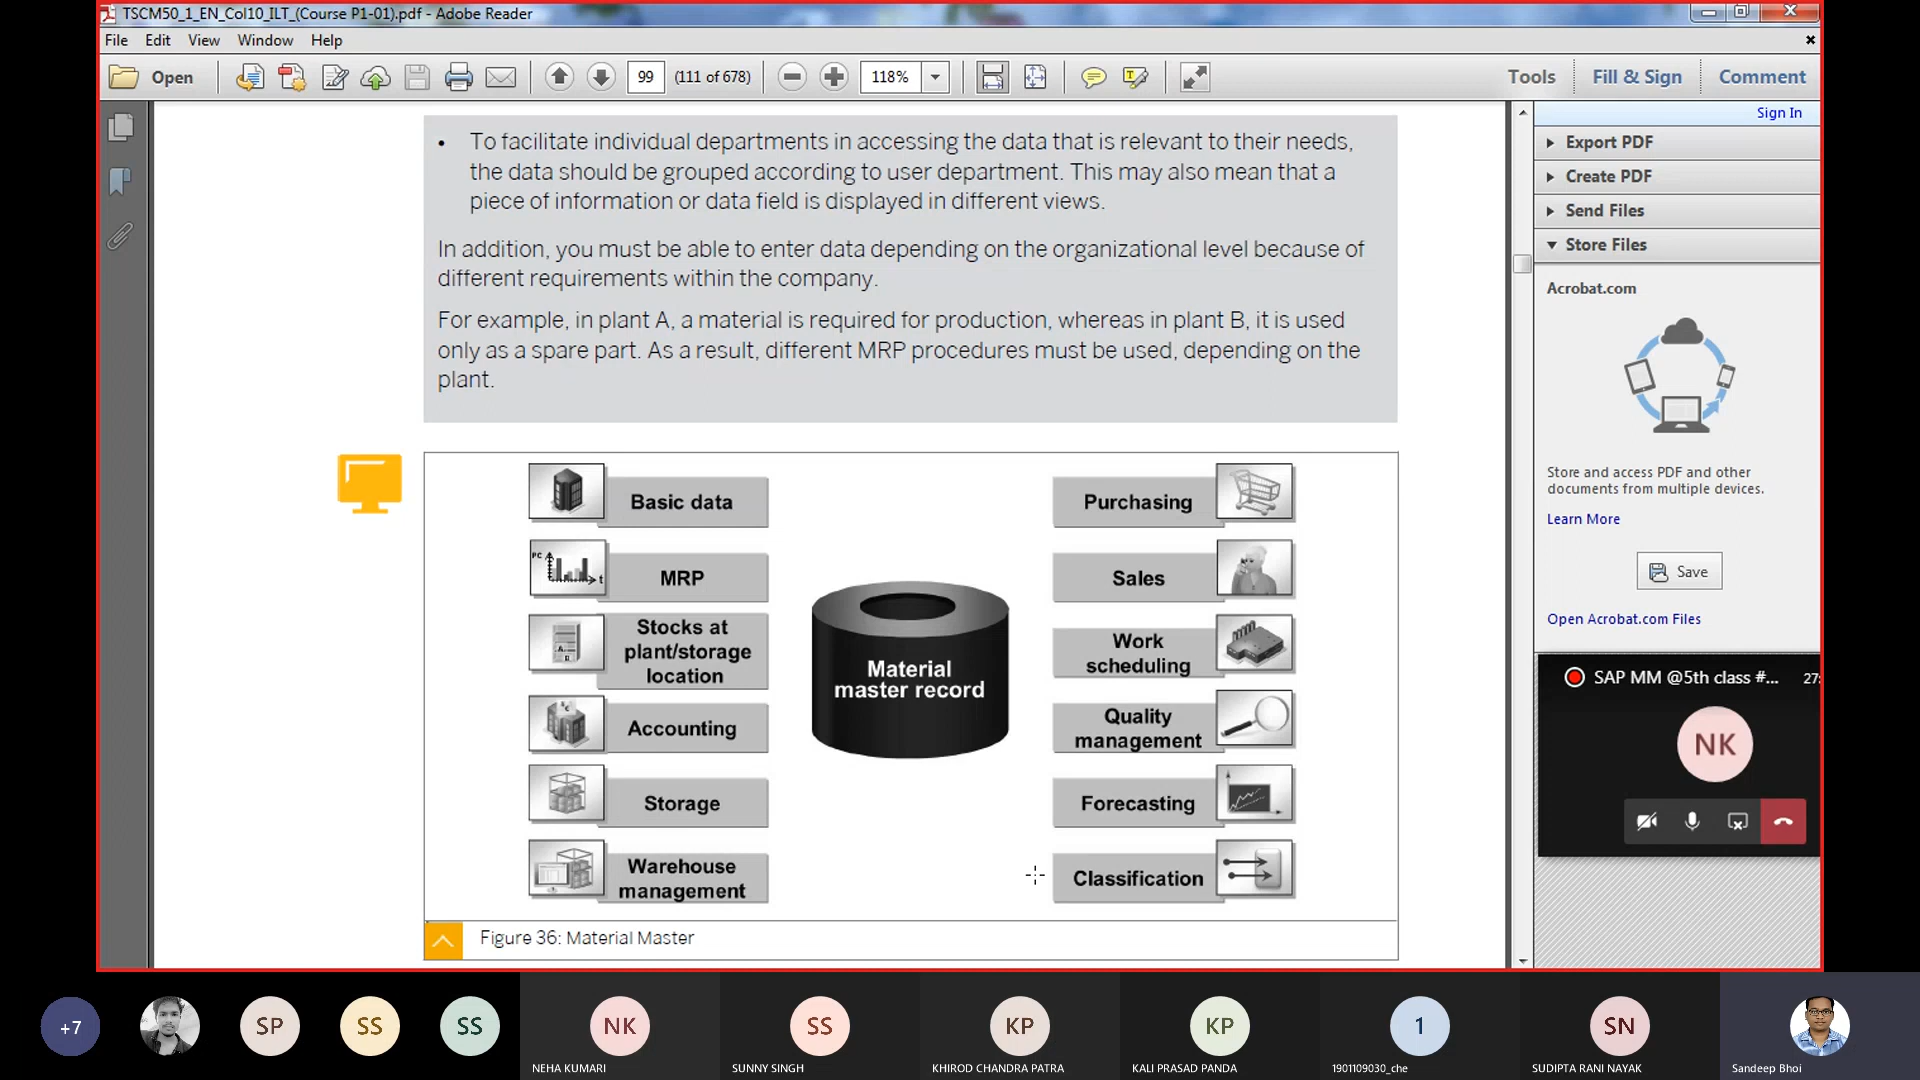 TSCM50_1_EN_Col10_ILT_(Course P1-01).pdf - Adobe Reader
File Edit View Window Help
Open 99 (111 of 678) 118% Tools Fill & Sign Comment
Sign In
Export PDF
Create PDF
Send Files
Store Files
Acrobat.com
Store and access PDF and other
documents from multiple devices.
Learn More
Save
Open Acrobat.com Files
• To facilitate individual departments in accessing the data that is relevant to their needs,
the data should be grouped according to user department. This may also mean that a
piece of information or data field is displayed in different views.
In addition, you must be able to enter data depending on the organizational level because of
different requirements within the company.
For example, in plant A, a material is required for production, whereas in plant B, it is used
only as a spare part. As a result, different MRP procedures must be used, depending on the
plant.
Basic data
PC
t
MRP
Stocks at
plant/storage
location
Accounting
Storage
Warehouse
management
Material
master record
Purchasing
Sales
Work
scheduling
Quality
management
Forecasting
Classification
Figure 36: Material Master
SAP MM @5th class #... 27:
NK
+7
SP
SS
SS
NK
NEHA KUMARI
SS
SUNNY SINGH
KP
KHIROD CHANDRA PATRA
KP
KALI PRASAD PANDA
1
1901109030_che
SN
SUDIPTA RANI NAYAK
Sandeep Bhoi